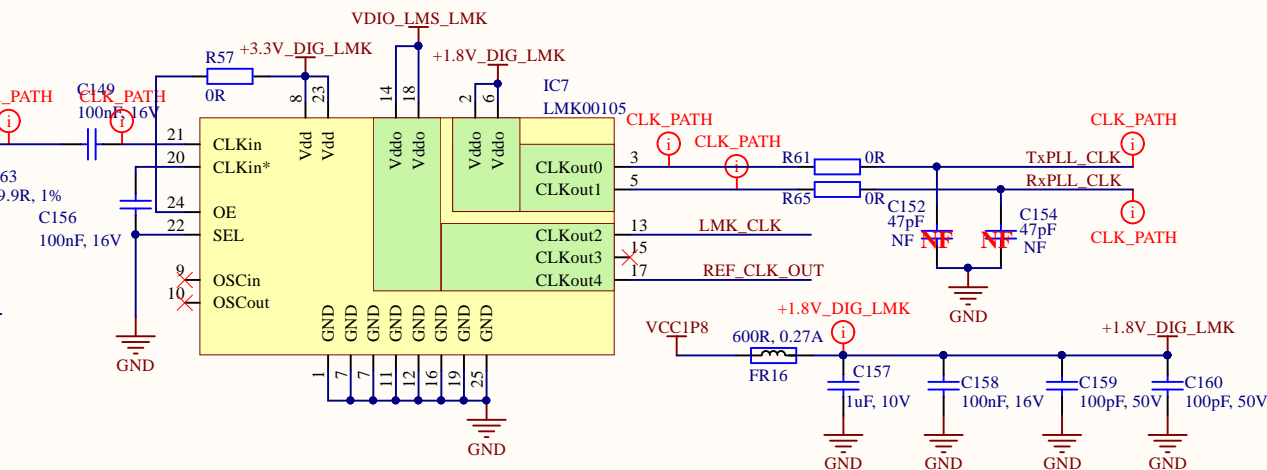 VDIO_LMS_LMK
R57
+3.3V_DIG_LMK
0R
+1.8V_DIG_LMK
IC7
LMK00105
_PATH
C149
100nF, 16V
CLK_PATH
8
23
14
18
2
6
Vdd
Vdd
Vddo
Vddo
Vddo
Vddo
21
CLKin
20
CLKin*
24
OE
22
SEL
9
OSCin
10
OSCout
63
9.9R, 1%
C156
100nF, 16V
GND
CLKout0
3
CLKout1
5
CLKout2
13
LMK_CLK
CLKout3
15
CLKout4
17
REF_CLK_OUT
CLK_PATH
CLK_PATH
R61
0R
R65
0R
CLK_PATH
TxPLL_CLK
RxPLL_CLK
CLK_PATH
C152
47pF
NF
NF
C154
47pF
NF
NF
GND
GND
GND
GND
GND
GND
GND
GND
GND
1
7
7
11
12
16
19
25
GND
VCC1P8
600R, 0.27A
FR16
+1.8V_DIG_LMK
+1.8V_DIG_LMK
C157
1uF, 10V
C158
100nF, 16V
C159
100pF, 50V
C160
100pF, 50V
GND
GND
GND
GND